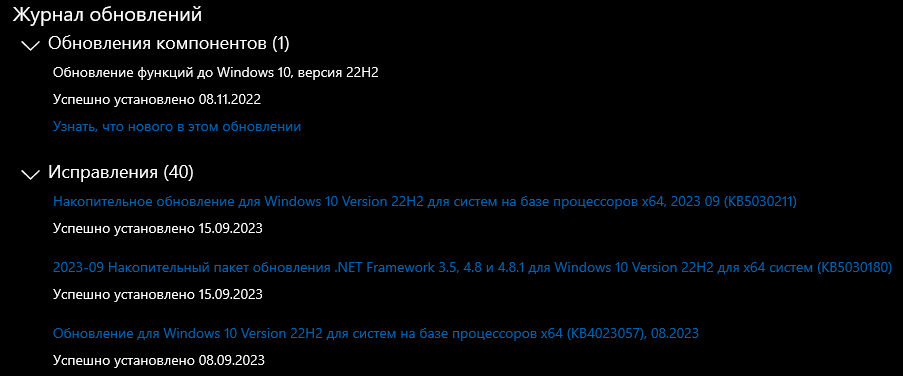 Журнал обновлений
Обновления компонентов (1)
Обновление функций до Windows 10, версия 22H2
Успешно установлено 08.11.2022
Узнать, что нового в этом обновлении
Исправления (40)
Накопительное обновление для Windows 10 Version 22H2 для систем на базе процессоров x64, 2023 09 (KB5030211)
Успешно установлено 15.09.2023
2023-09 Накопительный пакет обновления .NET Framework 3.5, 4.8 и 4.8.1 для Windows 10 Version 22H2 для x64 систем (KB5030180)
Успешно установлено 15.09.2023
Обновление для Windows 10 Version 22H2 для систем на базе процессоров x64 (KB4023057), 08.2023
Успешно установлено 08.09.2023